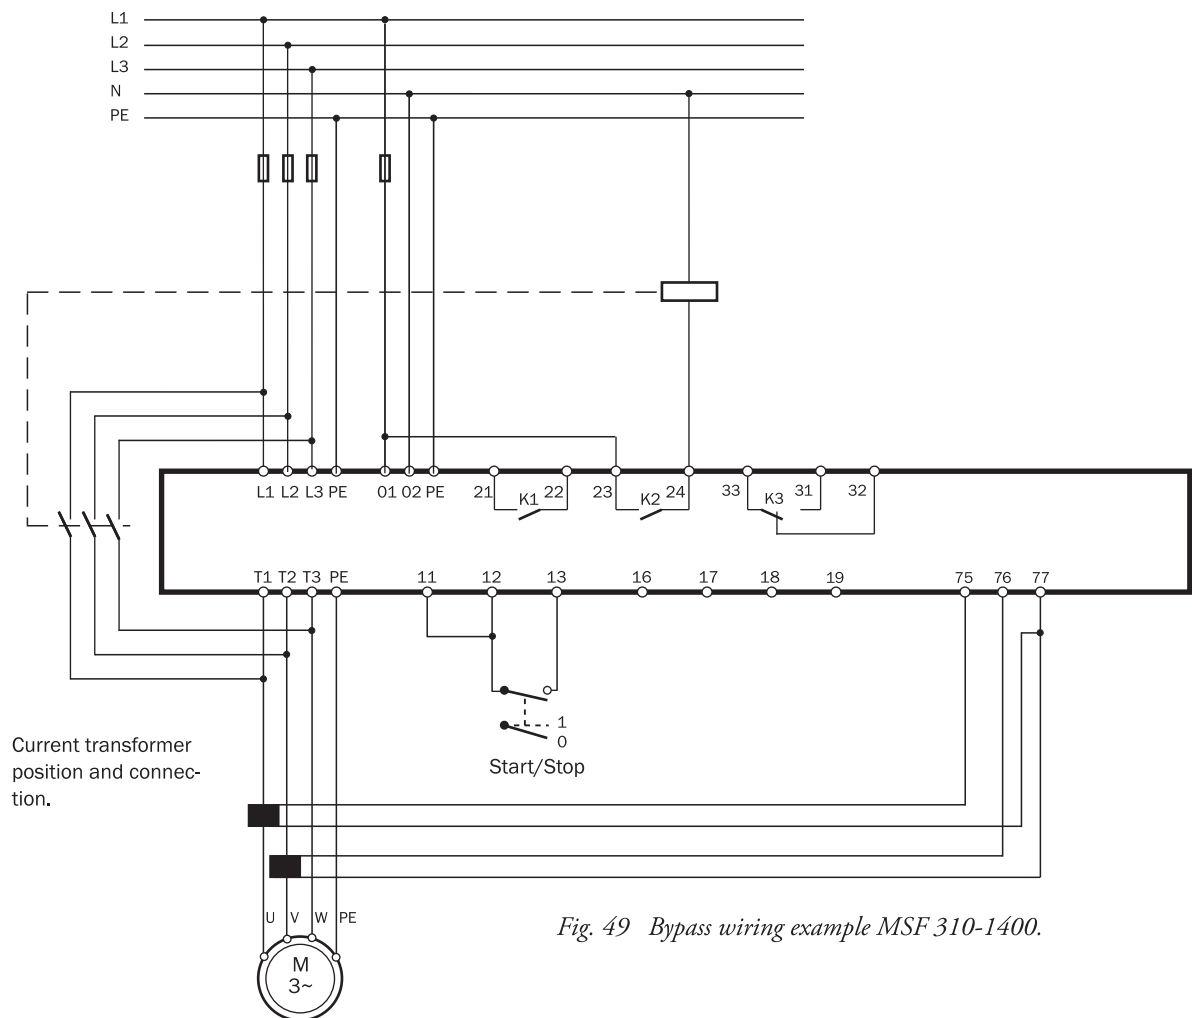 L1
L2
L3
N
PE
L1 L2 L3 PE 01 02 PE 21 K1 22 23 K2 24 33 K3 31 32
T1 T2 T3 PE 11 12 13 16 17 18 19 75 76 77
1
0
Start/Stop
Current transformer
position and connec-
tion.
U V W PE
Fig. 49 Bypass wiring example MSF 310-1400.
M
3~